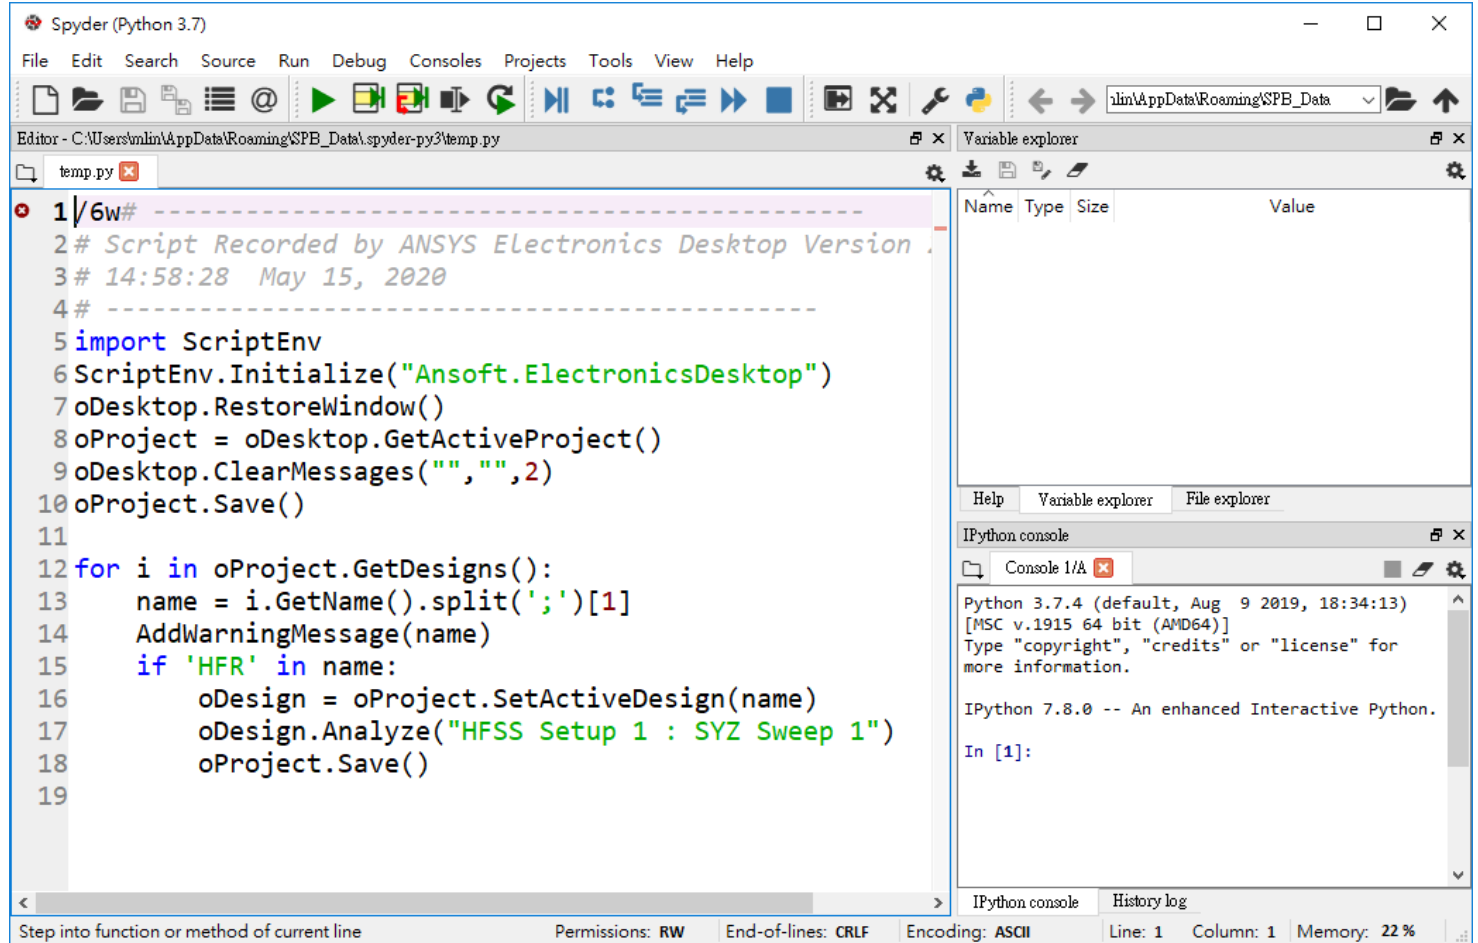 Spyder (Python 3.7)
File Edit Search Source Run Debug Consoles Projects Tools View Help
nlin\AppData\Roaming\SPB_Data
Editor - C:\Users\mlin\AppData\Roaming\SPB_Data\.spyder-py3\temp.py
temp.py
1 /6w# ----------------------------------------------
2 # Script Recorded by ANSYS Electronics Desktop Version
3 # 14:58:28  May 15, 2020
4 # ----------------------------------------------
5 import ScriptEnv
6 ScriptEnv.Initialize("Ansoft.ElectronicsDesktop")
7 oDesktop.RestoreWindow()
8 oProject = oDesktop.GetActiveProject()
9 oDesktop.ClearMessages("","",2)
10 oProject.Save()
11
12 for i in oProject.GetDesigns():
13     name = i.GetName().split(';')[1]
14     AddWarningMessage(name)
15     if 'HFR' in name:
16         oDesign = oProject.SetActiveDesign(name)
17         oDesign.Analyze("HFSS Setup 1 : SYZ Sweep 1")
18         oProject.Save()
19
Variable explorer
Name Type Size Value
Help Variable explorer File explorer
IPython console
Console 1/A
Python 3.7.4 (default, Aug  9 2019, 18:34:13)
[MSC v.1915 64 bit (AMD64)]
Type "copyright", "credits" or "license" for
more information.
IPython 7.8.0 -- An enhanced Interactive Python.
In [1]:
IPython console History log
Step into function or method of current line Permissions: RW End-of-lines: CRLF Encoding: ASCII Line: 1 Column: 1 Memory: 22 %